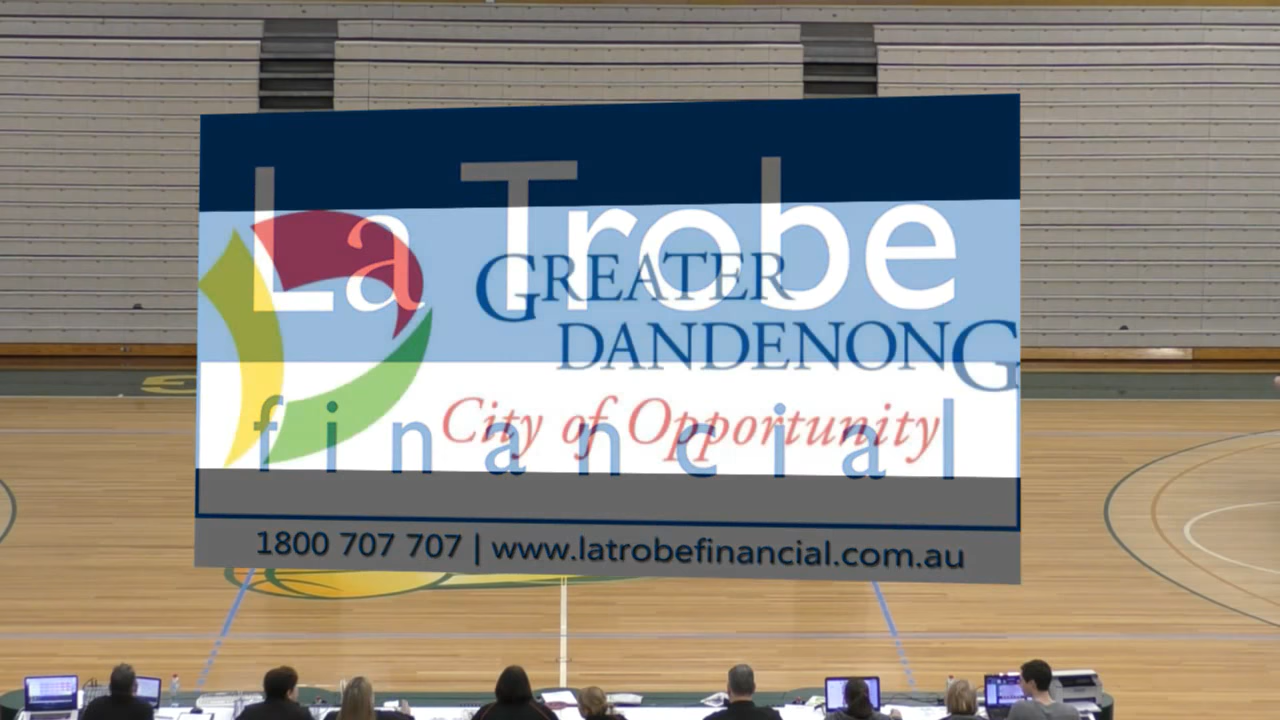 La Trobe
GREATER
DANDENONG
City of Opportunity
financial
1800 707 707 | www.latrobefinancial.com.au